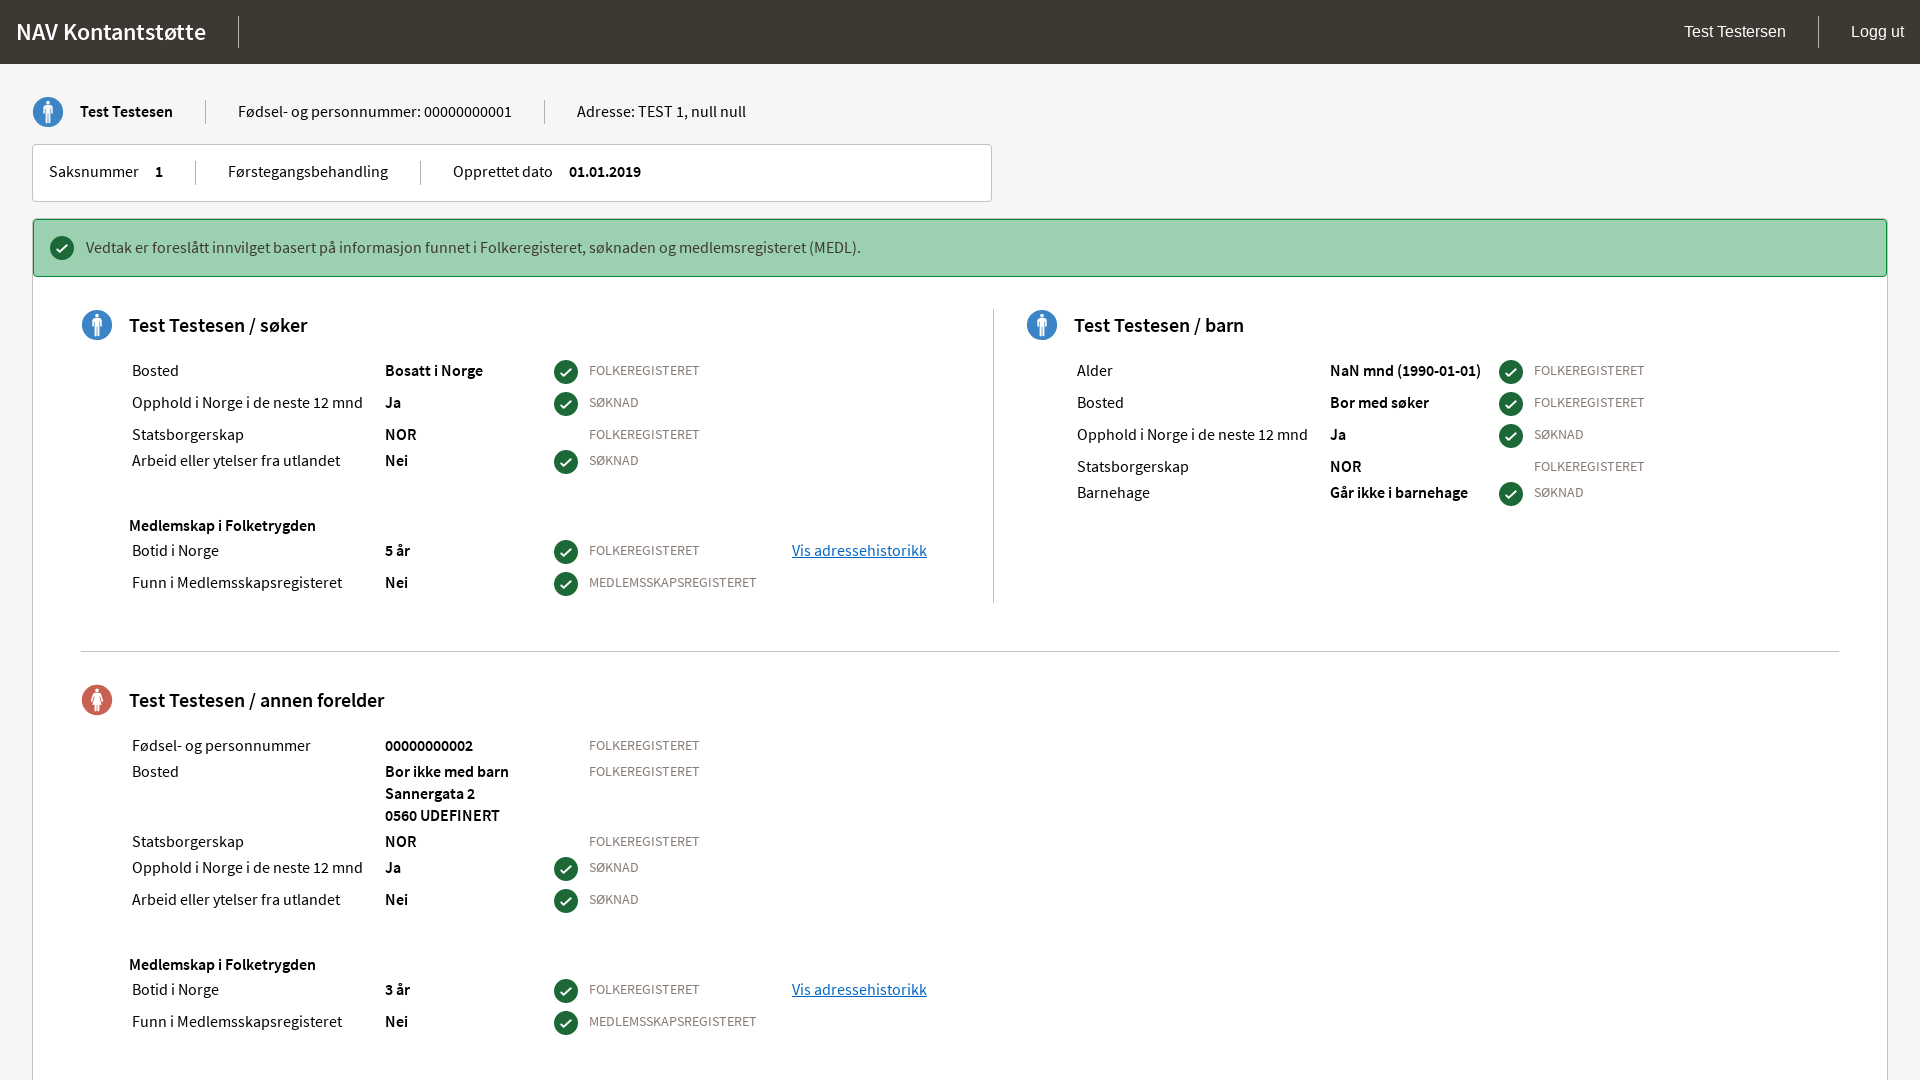 NAV Kontantstøtte
Test Testersen
Logg ut
Test Testesen
Fødsel- og personnummer: 00000000001
Adresse: TEST 1, null null
Saksnummer 1
Førstegangsbehandling
Opprettet dato 01.01.2019
Vedtak er foreslått innvilget basert på informasjon funnet i Folkeregisteret, søknaden og medlemsregisteret (MEDL).
Test Testesen / søker
Bosted Bosatt i Norge FOLKEREGISTERET
Opphold i Norge i de neste 12 mnd Ja SØKNAD
Statsborgerskap NOR FOLKEREGISTERET
Arbeid eller ytelser fra utlandet Nei SØKNAD
Medlemskap i Folketrygden
Botid i Norge 5 år FOLKEREGISTERET Vis adressehistorikk
Funn i Medlemsskapsregisteret Nei MEDLEMSSKAPSREGISTERET
Test Testesen / barn
Alder NaN mnd (1990-01-01) FOLKEREGISTERET
Bosted Bor med søker FOLKEREGISTERET
Opphold i Norge i de neste 12 mnd Ja SØKNAD
Statsborgerskap NOR FOLKEREGISTERET
Barnehage Går ikke i barnehage SØKNAD
Test Testesen / annen forelder
Fødsel- og personnummer 00000000002 FOLKEREGISTERET
Bosted Bor ikke med barn FOLKEREGISTERET
Sannergata 2
0560 UDEFINERT
Statsborgerskap NOR FOLKEREGISTERET
Opphold i Norge i de neste 12 mnd Ja SØKNAD
Arbeid eller ytelser fra utlandet Nei SØKNAD
Medlemskap i Folketrygden
Botid i Norge 3 år FOLKEREGISTERET Vis adressehistorikk
Funn i Medlemsskapsregisteret Nei MEDLEMSSKAPSREGISTERET